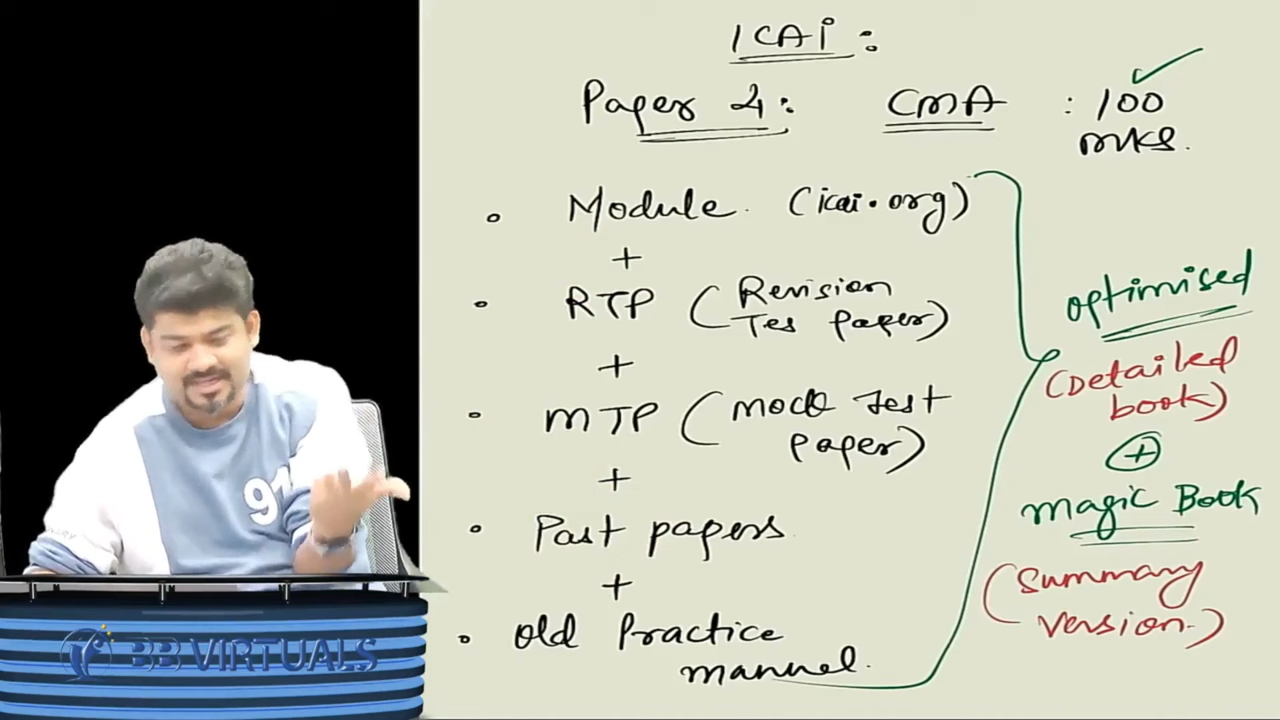 ICAI :
Paper 4 : CMA : 100
mks.
• Module. (icai.org)
+
• RTP (Revision
Tes paper)
+
• MTP (mock Test
paper)
+
• Past papers
+
• Old Practice
manuel.
optimised
(Detailed
book)
+
magic Book
(Summary
version.)
91
BB VIRTUALS